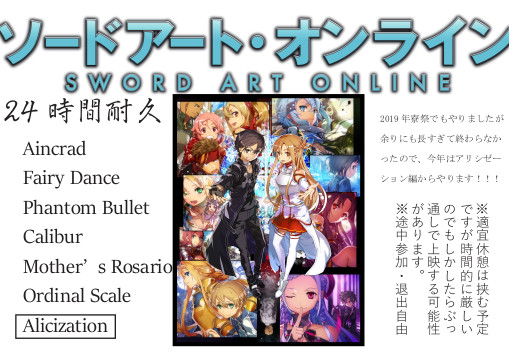 ソードアート・オンライン
SWORD ART ONLINE
24時間耐久
Aincrad
Fairy Dance
Phantom Bullet
Calibur
Mother’s Rosario
Ordinal Scale
Alicization
2019年寮祭でもやりましたが
余りにも長すぎて終わらなか
ったので、今年はアリシゼー
ション編からやります！！！
※適宜休憩は挟む予定
ですが時間的に厳しい
のでもしかしたらぶっ
通しで上映する可能性
があります。
※途中参加・退出自由